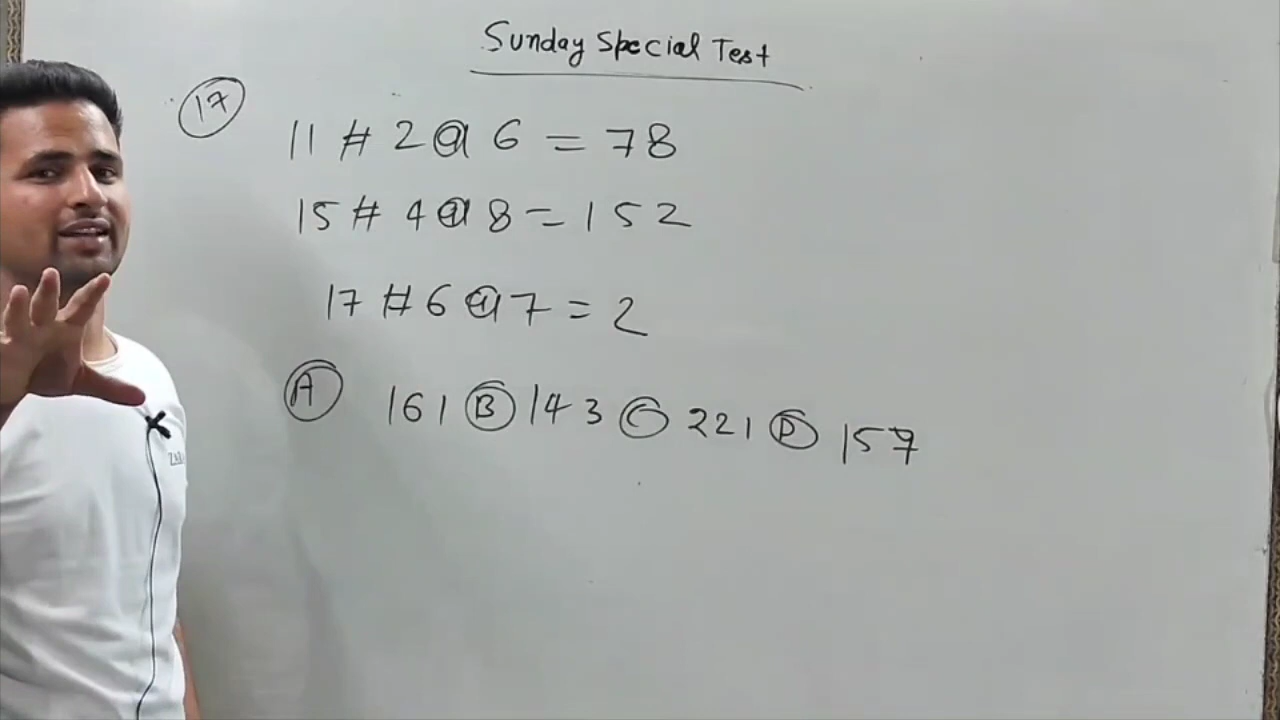 Sunday Special Test
17
11 # 2 @ 6 = 78
15 # 4 @ 8 = 152
17 # 6 @ 7 = 2
A 161 B 143 C 221 D 157